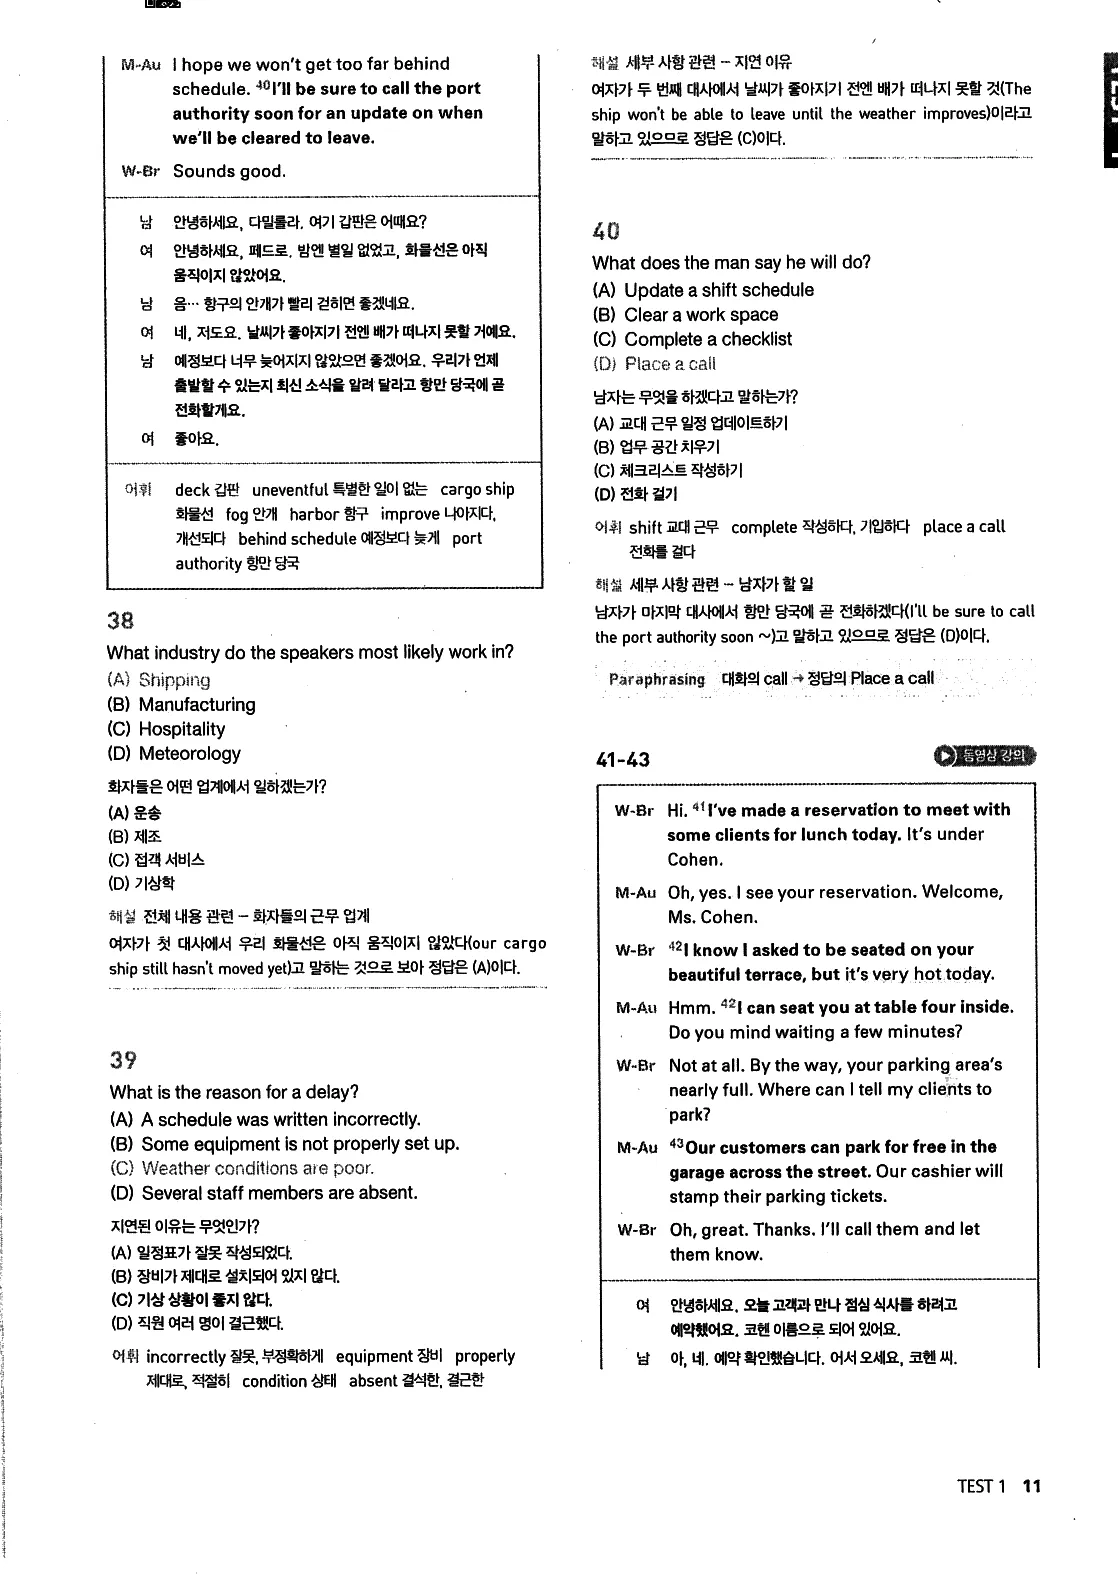 M-Au I hope we won't get too far behind
schedule. 40I'll be sure to call the port
authority soon for an update on when
we'll be cleared to leave.
W-Br Sounds good.
남 안녕하세요, 다밀롤라. 여기 갑판은 어때요?
여 안녕하세요, 페드로. 밤엔 별일 없었고, 화물선은 아직
움직이지 않았어요.
남 음… 항구의 안개가 빨리 걷히면 좋겠네요.
여 네, 저도요. 날씨가 좋아지기 전엔 배가 떠나지 못할 거예요.
남 예정보다 너무 늦어지지 않았으면 좋겠어요. 우리가 언제
출발할 수 있는지 최신 소식을 알려 달라고 항만 당국에 곧
전화할게요.
여 좋아요.
어휘 deck 갑판 uneventful 특별한 일이 없는 cargo ship
화물선 fog 안개 harbor 항구 improve 나아지다,
개선되다 behind schedule 예정보다 늦게 port
authority 항만 당국
38
What industry do the speakers most likely work in?
(A) Shipping
(B) Manufacturing
(C) Hospitality
(D) Meteorology
화자들은 어떤 업계에서 일하겠는가?
(A) 운송
(B) 제조
(C) 접객 서비스
(D) 기상학
해설 전체 내용 관련 – 화자들의 근무 업계
여자가 첫 대사에서 우리 화물선은 아직 움직이지 않았다(our cargo
ship still hasn't moved yet)고 말하는 것으로 보아 정답은 (A)이다.
39
What is the reason for a delay?
(A) A schedule was written incorrectly.
(B) Some equipment is not properly set up.
(C) Weather conditions are poor.
(D) Several staff members are absent.
지연된 이유는 무엇인가?
(A) 일정표가 잘못 작성되었다.
(B) 장비가 제대로 설치되어 있지 않다.
(C) 기상 상황이 좋지 않다.
(D) 직원 여러 명이 결근했다.
어휘 incorrectly 잘못, 부정확하게 equipment 장비 properly
제대로, 적절히 condition 상태 absent 결석한, 결근한
해설 세부 사항 관련 – 지연 이유
여자가 두 번째 대사에서 날씨가 좋아지기 전엔 배가 떠나지 못할 것(The
ship won't be able to leave until the weather improves)이라고
말하고 있으므로 정답은 (C)이다.
40
What does the man say he will do?
(A) Update a shift schedule
(B) Clear a work space
(C) Complete a checklist
(D) Place a call
남자는 무엇을 하겠다고 말하는가?
(A) 교대 근무 일정 업데이트하기
(B) 업무 공간 치우기
(C) 체크리스트 작성하기
(D) 전화 걸기
어휘 shift 교대 근무 complete 작성하다, 기입하다 place a call
전화를 걸다
해설 세부 사항 관련 – 남자가 할 일
남자가 마지막 대사에서 항만 당국에 곧 전화하겠다(I'll be sure to call
the port authority soon ~)고 말하고 있으므로 정답은 (D)이다.
Paraphrasing 대화의 call → 정답의 Place a call
41-43 동영상 강의
W-Br Hi. 41I've made a reservation to meet with
some clients for lunch today. It's under
Cohen.
M-Au Oh, yes. I see your reservation. Welcome,
Ms. Cohen.
W-Br 42I know I asked to be seated on your
beautiful terrace, but it's very hot today.
M-Au Hmm. 42I can seat you at table four inside.
Do you mind waiting a few minutes?
W-Br Not at all. By the way, your parking area's
nearly full. Where can I tell my clients to
park?
M-Au 43Our customers can park for free in the
garage across the street. Our cashier will
stamp their parking tickets.
W-Br Oh, great. Thanks. I'll call them and let
them know.
여 안녕하세요. 오늘 고객과 만나 점심 식사를 하려고
예약했어요. 코헨 이름으로 되어 있어요.
남 아, 네. 예약 확인했습니다. 어서 오세요, 코헨 씨.
TEST 1 11